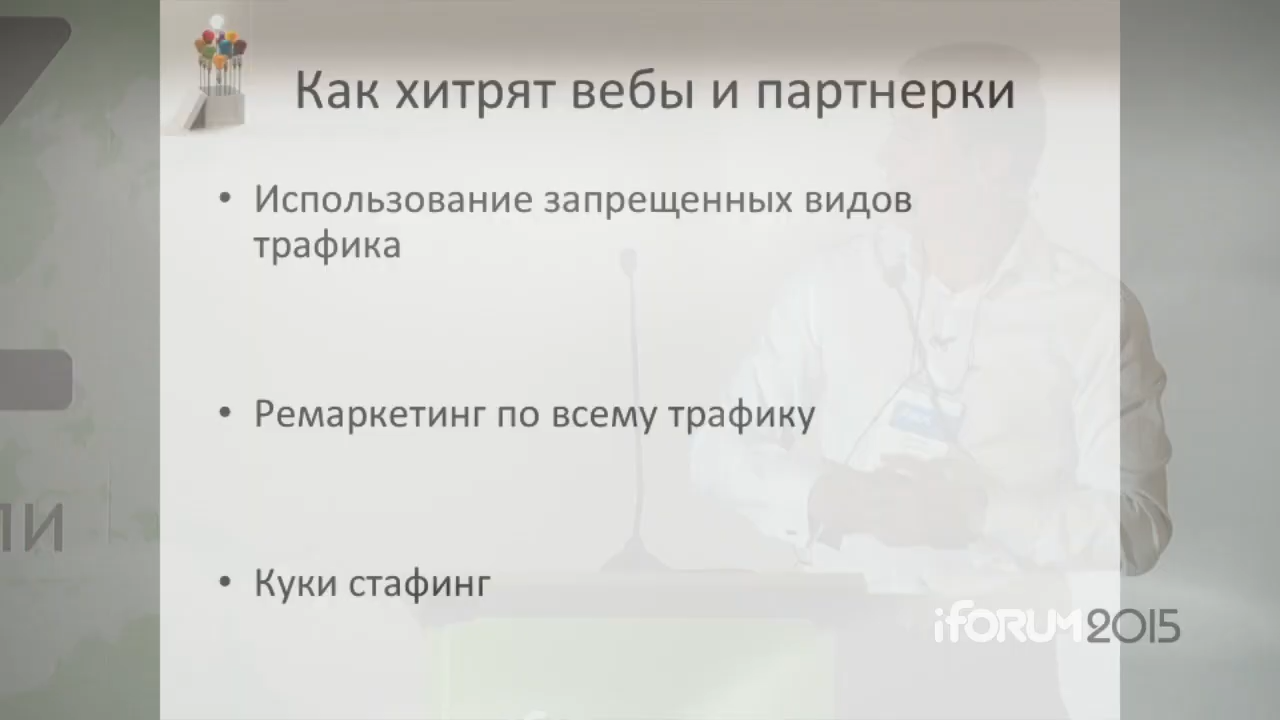 Как хитрят вебы и партнерки
• Использование запрещенных видов
трафика
• Ремаркетинг по всему трафику
• Куки стафинг
iFORUM2015